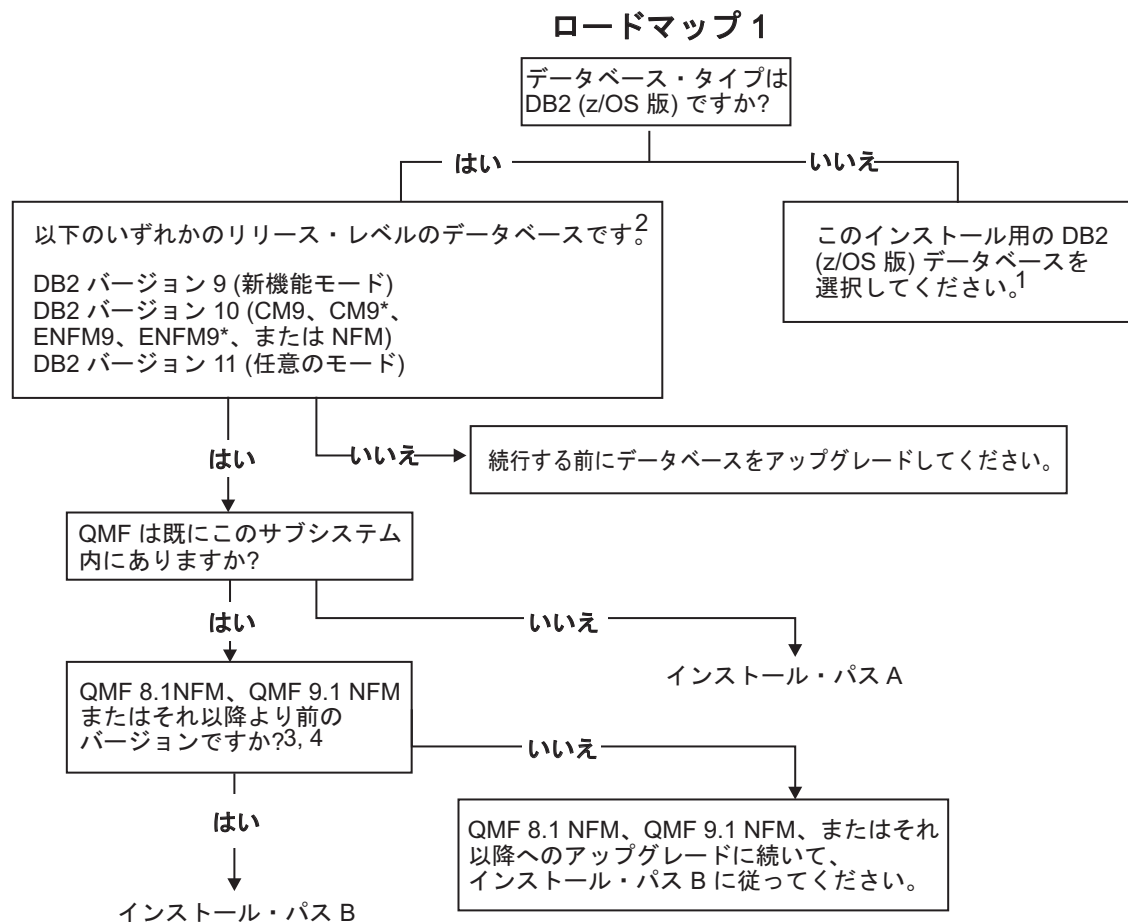 ロードマップ 1
データベース・タイプは
DB2 (z/OS 版) ですか?
はい
いいえ
以下のいずれかのリリース・レベルのデータベースです。2
DB2 バージョン 9 (新機能モード)
DB2 バージョン 10 (CM9、CM9*、
ENFM9、ENFM9*、または NFM)
DB2 バージョン 11 (任意のモード)
このインストール用の DB2
(z/OS 版) データベースを
選択してください。1
はい
いいえ
続行する前にデータベースをアップグレードしてください。
QMF は既にこのサブシステム
内にありますか?
はい
いいえ
インストール・パス A
QMF 8.1NFM、QMF 9.1 NFM
またはそれ以降より前の
バージョンですか?3, 4
いいえ
はい
QMF 8.1 NFM、QMF 9.1 NFM、またはそれ
以降へのアップグレードに続いて、
インストール・パス B に従ってください。
インストール・パス B